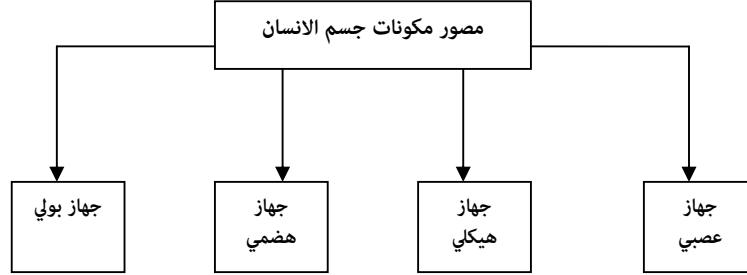 مصور مكونات جسم الانسان
جهاز
عصبي
جهاز
هيكلي
جهاز
هضمي
جهاز بولي